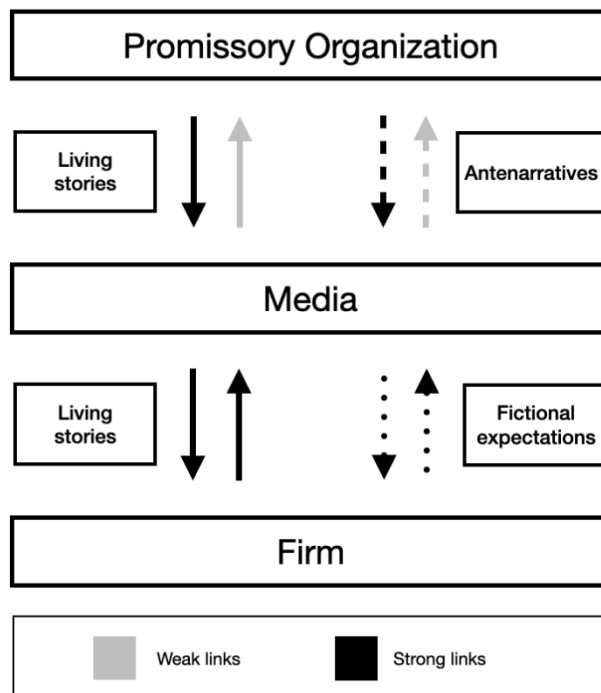 Promissory Organization
Living
stories
Antenarratives
Media
Living
stories
Fictional
expectations
Firm
Weak links
Strong links